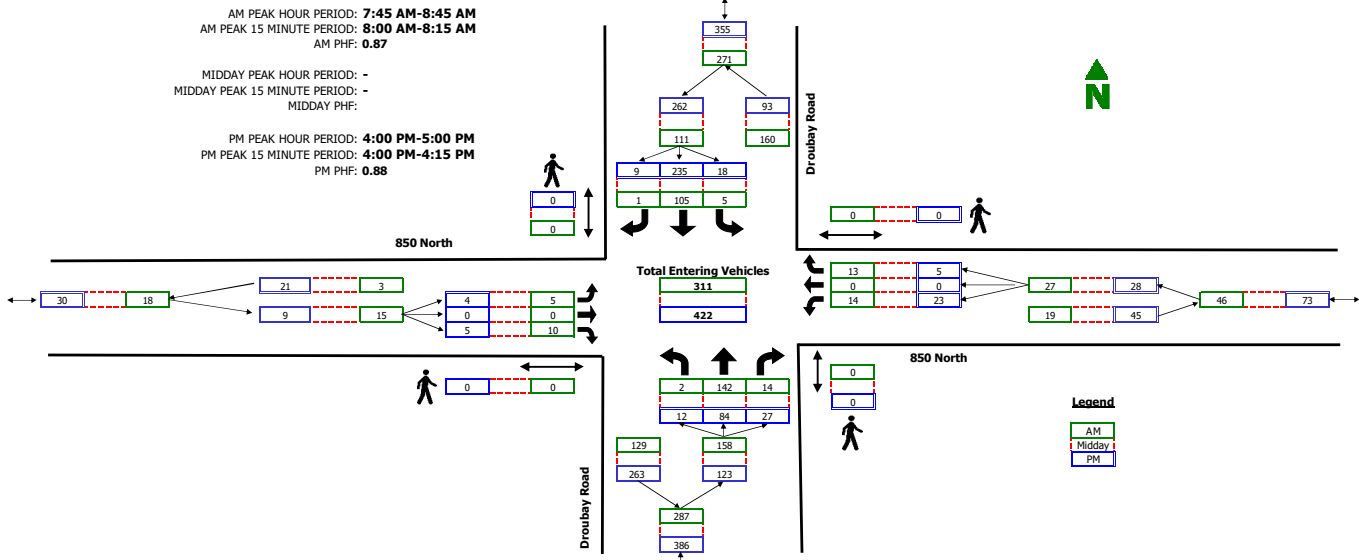 AM PEAK HOUR PERIOD: 7:45 AM-8:45 AM
AM PEAK 15 MINUTE PERIOD: 8:00 AM-8:15 AM
AM PHF: 0.87
MIDDAY PEAK HOUR PERIOD: -
MIDDAY PEAK 15 MINUTE PERIOD: -
MIDDAY PHF:
PM PEAK HOUR PERIOD: 4:00 PM-5:00 PM
PM PEAK 15 MINUTE PERIOD: 4:00 PM-4:15 PM
PM PHF: 0.88
355
271
262 93
111 160
9 235 18
1 105 5
Droubay Road
N
0
0
0 0
850 North
Total Entering Vehicles
311
422
30 18
21 3
9 15
4 5
0 0
5 10
13 5
0 0
14 23
27 28
19 45
46 73
850 North
0 0
2 142 14
12 84 27
129 158
263 123
287
386
Droubay Road
0
0
Legend
AM
Midday
PM